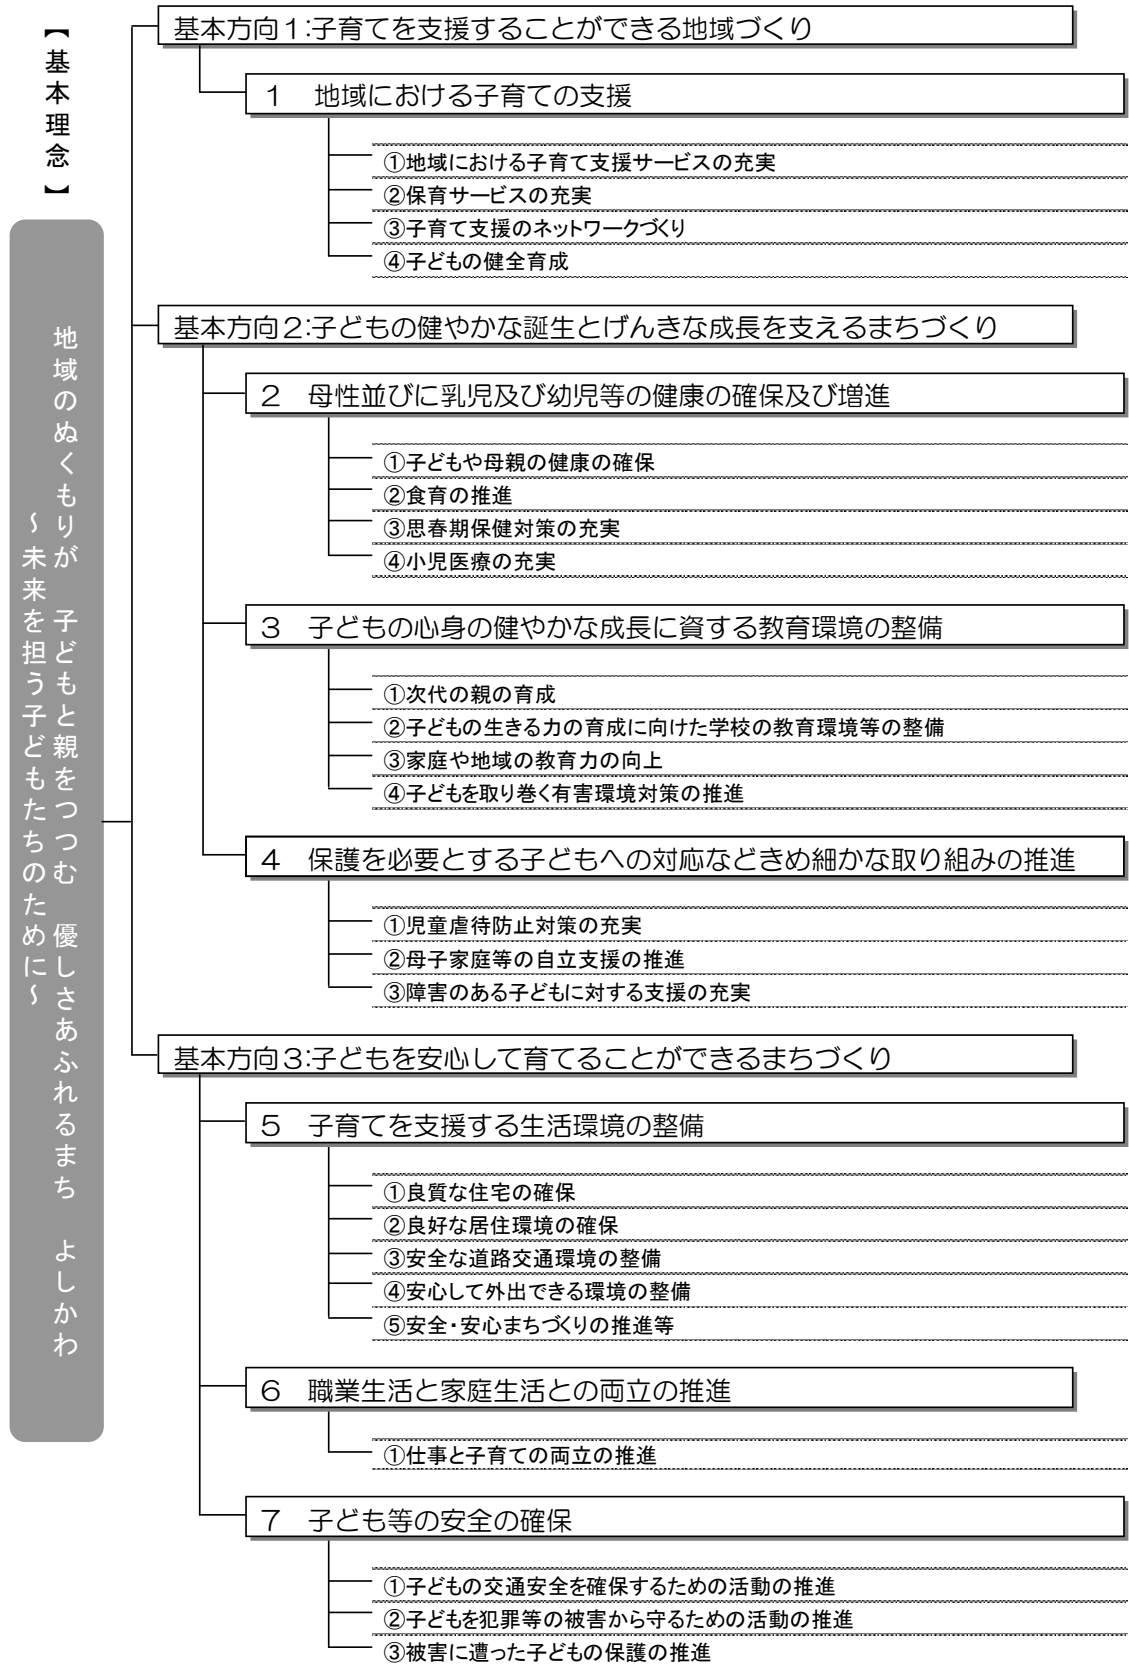 【基本理念】
地域のぬくもりが　子どもと親をつつむ　優しさあふれるまち　よしかわ
～未来を担う子どもたちのために～
基本方向１:子育てを支援することができる地域づくり
１　地域における子育ての支援
①地域における子育て支援サービスの充実
②保育サービスの充実
③子育て支援のネットワークづくり
④子どもの健全育成
基本方向２:子どもの健やかな誕生とげんきな成長を支えるまちづくり
２　母性並びに乳児及び幼児等の健康の確保及び増進
①子どもや母親の健康の確保
②食育の推進
③思春期保健対策の充実
④小児医療の充実
３　子どもの心身の健やかな成長に資する教育環境の整備
①次代の親の育成
②子どもの生きる力の育成に向けた学校の教育環境等の整備
③家庭や地域の教育力の向上
④子どもを取り巻く有害環境対策の推進
４　保護を必要とする子どもへの対応などきめ細かな取り組みの推進
①児童虐待防止対策の充実
②母子家庭等の自立支援の推進
③障害のある子どもに対する支援の充実
基本方向３:子どもを安心して育てることができるまちづくり
５　子育てを支援する生活環境の整備
①良質な住宅の確保
②良好な居住環境の確保
③安全な道路交通環境の整備
④安心して外出できる環境の整備
⑤安全・安心まちづくりの推進等
６　職業生活と家庭生活との両立の推進
①仕事と子育ての両立の推進
７　子ども等の安全の確保
①子どもの交通安全を確保するための活動の推進
②子どもを犯罪等の被害から守るための活動の推進
③被害に遭った子どもの保護の推進